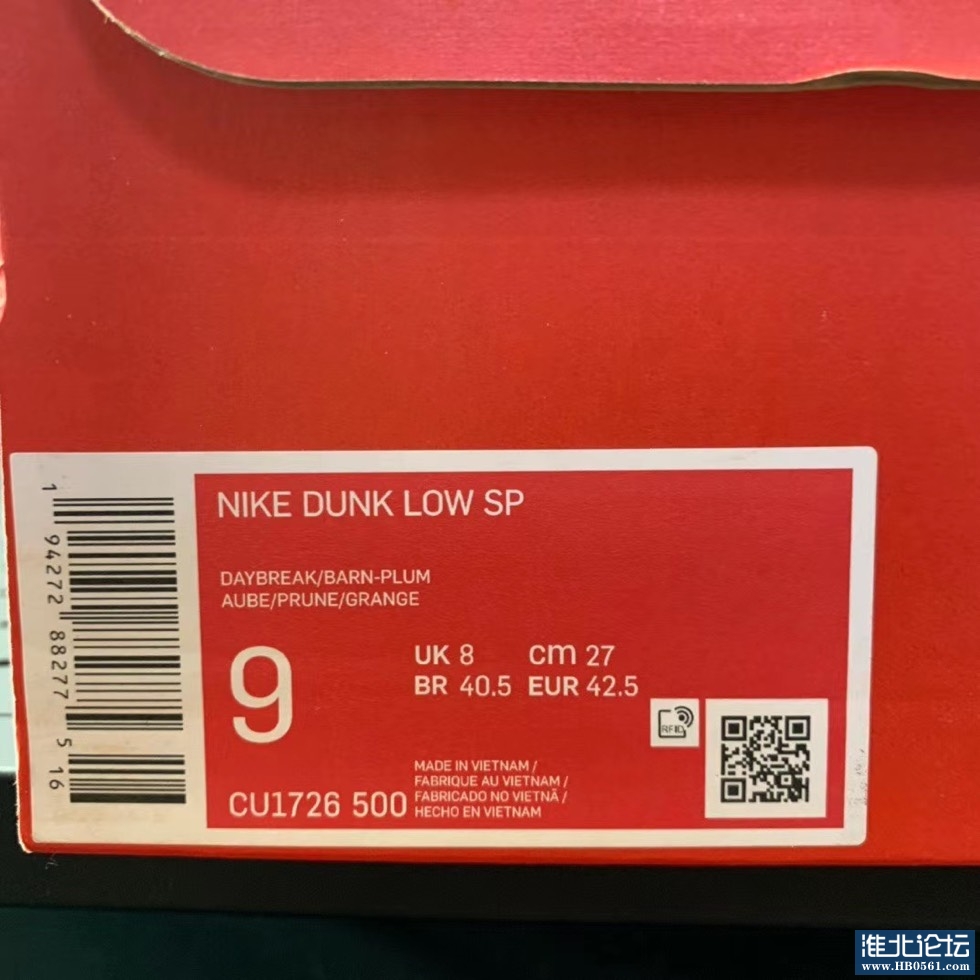 NIKE DUNK LOW SP
DAYBREAK/BARN-PLUM
AUBE/PRUNE/GRANGE
9
UK 8 cm 27
BR 40.5 EUR 42.5
RFID
MADE IN VIETNAM /
FABRIQUE AU VIETNAM /
FABRICADO NO VIETNÃ /
HECHO EN VIETNAM
CU1726 500
1 94272 88277 5 16
淮北论坛
WWW.HB0561.COM